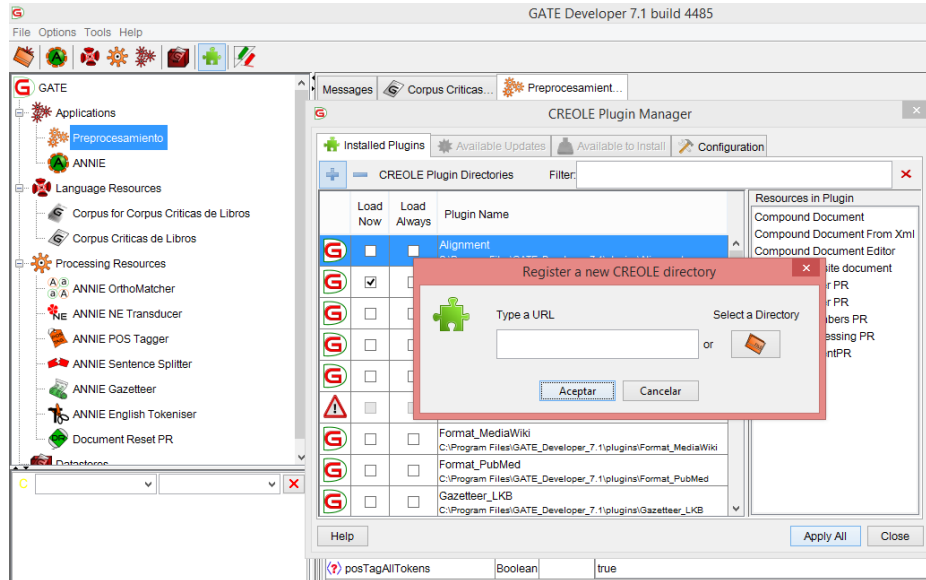 GATE Developer 7.1 build 4485
File Options Tools Help
GATE
Applications
Preprocesamiento
ANNIE
Language Resources
Corpus for Corpus Criticas de Libros
Corpus Criticas de Libros
Processing Resources
ANNIE OrthoMatcher
ANNIE NE Transducer
ANNIE POS Tagger
ANNIE Sentence Splitter
ANNIE Gazetteer
ANNIE English Tokeniser
Document Reset PR
Datastores
C
Messages Corpus Criticas... Preprocesamient...
CREOLE Plugin Manager
Installed Plugins Available Updates Available to Install Configuration
CREOLE Plugin Directories Filter:
Load Now Load Always Plugin Name
Alignment
Format_MediaWiki
C:\Program Files\GATE_Developer_7.1\plugins\Format_MediaWiki
Format_PubMed
C:\Program Files\GATE_Developer_7.1\plugins\Format_PubMed
Gazetteer_LKB
C:\Program Files\GATE_Developer_7.1\plugins\Gazetteer_LKB
Resources in Plugin
Compound Document
Compound Document From Xml
Compound Document Editor
document
PR
PR
PR
PR
Register a new CREOLE directory
Type a URL Select a Directory
or
Aceptar Cancelar
Help Apply All Close
posTagAllTokens Boolean true